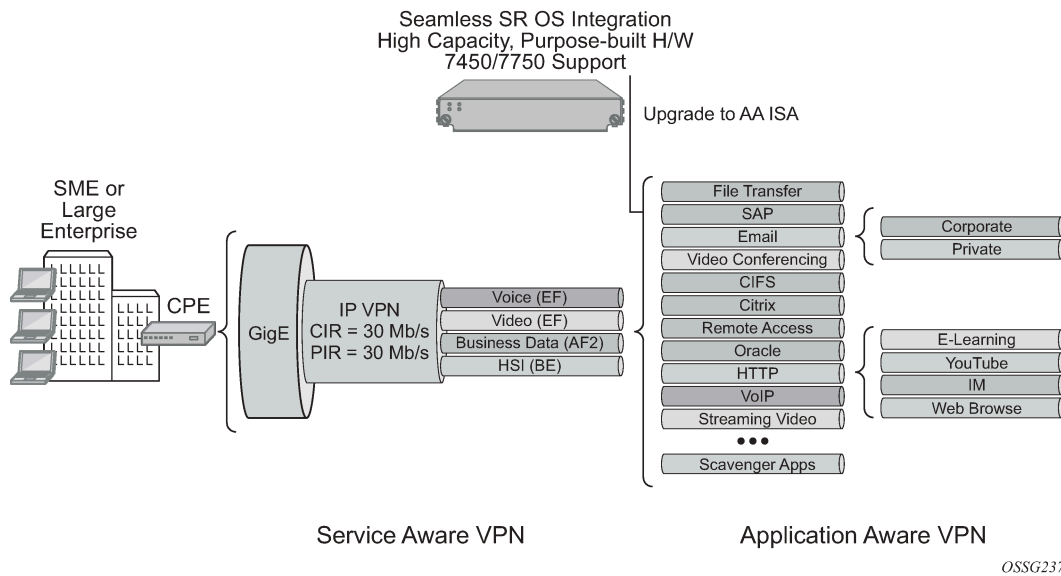 Seamless SR OS Integration
High Capacity, Purpose-built H/W
7450/7750 Support
Upgrade to AA ISA
SME or
Large
Enterprise
CPE
GigE
IP VPN
CIR = 30 Mb/s
PIR = 30 Mb/s
Voice (EF)
Video (EF)
Business Data (AF2)
HSI (BE)
File Transfer
SAP
Email
Video Conferencing
CIFS
Citrix
Remote Access
Oracle
HTTP
VoIP
Streaming Video
•••
Scavenger Apps
Corporate
Private
E-Learning
YouTube
IM
Web Browse
Service Aware VPN
Application Aware VPN
OSSG237